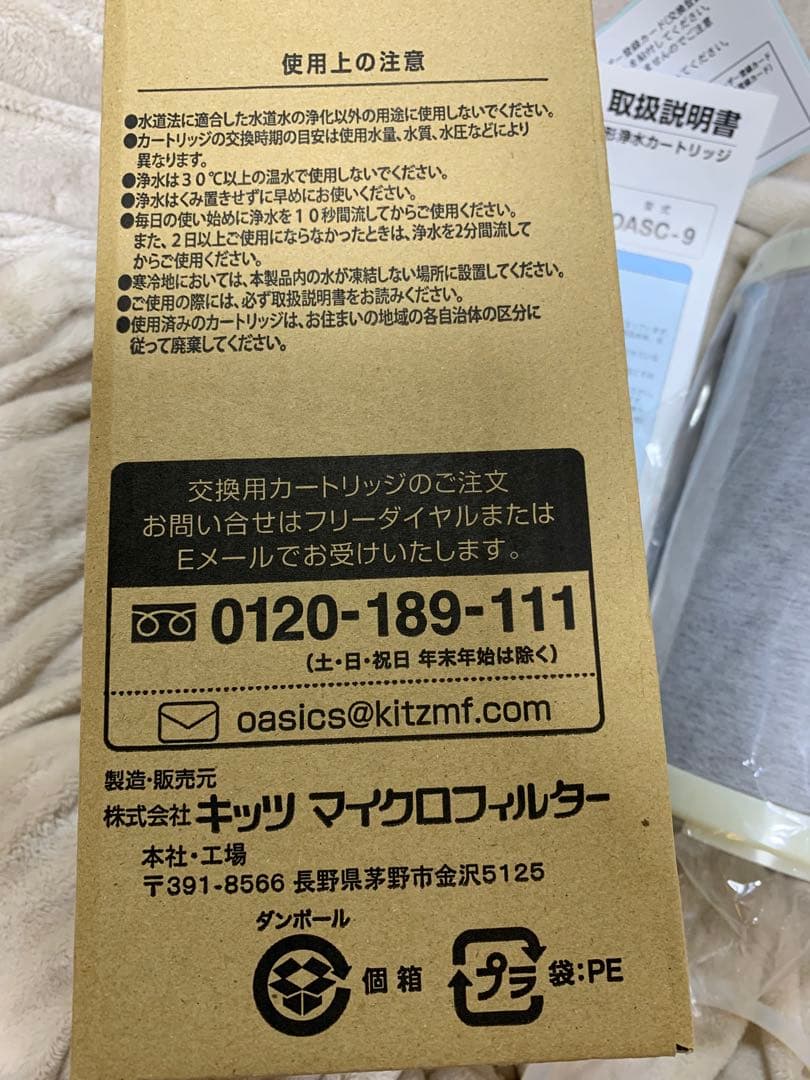 使用上の注意
●水道法に適合した水道水の浄化以外の用途に使用しないでください。
●カートリッジの交換時期の目安は使用水量、水質、水圧などにより
異なります。
●浄水は30℃以上の温水で使用しないでください。
●浄水はくみ置きせずに早めにお使いください。
●毎日の使い始めに浄水を10秒間流してからご使用ください。
また、2日以上ご使用にならなかったときは、浄水を2分間流して
からご使用ください。
●寒冷地においては、本製品内の水が凍結しない場所に設置してください。
●ご使用の際には、必ず取扱説明書をお読みください。
●使用済みのカートリッジは、お住まいの地域の各自治体の区分に
従って廃棄してください。
交換用カートリッジのご注文
お問い合せはフリーダイヤルまたは
Eメールでお受けいたします。
0120-189-111
(土・日・祝日 年末年始は除く)
oasics@kitzmf.com
製造・販売元
株式会社 キッツ マイクロフィルター
本社・工場
〒391-8566 長野県茅野市金沢5125
ダンボール
個箱
プラ
袋:PE
取扱説明書
形浄水カートリッジ
型式
OASC-9